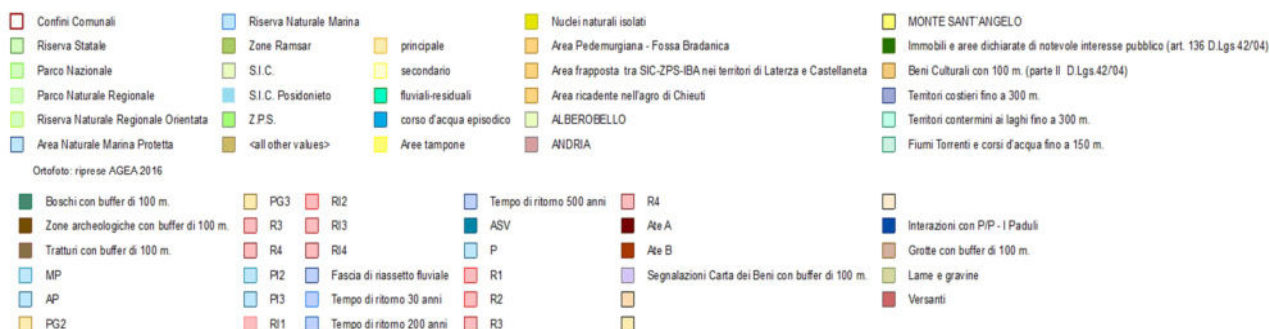 Confini Comunali
Riserva Statale
Parco Nazionale
Parco Naturale Regionale
Riserva Naturale Regionale Orientata
Area Naturale Marina Protetta
Riserva Naturale Marina
Zone Ramsar
S.I.C.
S.I.C. Posidonieto
Z.P.S.
<all other values>
principale
secondario
fluviali-residuali
corso d'acqua episodico
Aree tampone
Nuclei naturali isolati
Area Pedemurgiana - Fossa Bradanica
Area frapposta tra SIC-ZPS-IBA nei territori di Laterza e Castellaneta
Area ricadente nell'agro di Chieuti
ALBEROBELLO
ANDRIA
MONTE SANT'ANGELO
Immobili e aree dichiarate di notevole interesse pubblico (art. 136 D.Lgs 42/'04)
Beni Culturali con 100 m. (parte II D.Lgs.42/'04)
Territori costieri fino a 300 m.
Territori contermini ai laghi fino a 300 m.
Fiumi Torrenti e corsi d'acqua fino a 150 m.
Ortofoto: riprese AGEA 2016
Boschi con buffer di 100 m.
Zone archeologiche con buffer di 100 m.
Tratturi con buffer di 100 m.
MP
AP
PG2
PG3
R3
R4
PI2
PI3
RI1
RI2
RI3
RI4
Fascia di riassetto fluviale
Tempo di ritorno 30 anni
Tempo di ritorno 200 anni
Tempo di ritorno 500 anni
ASV
P
R1
R2
R3
R4
Ate A
Ate B
Segnalazioni Carta dei Beni con buffer di 100 m.
Interazioni con P/P - I Paduli
Grotte con buffer di 100 m.
Lame e gravine
Versanti